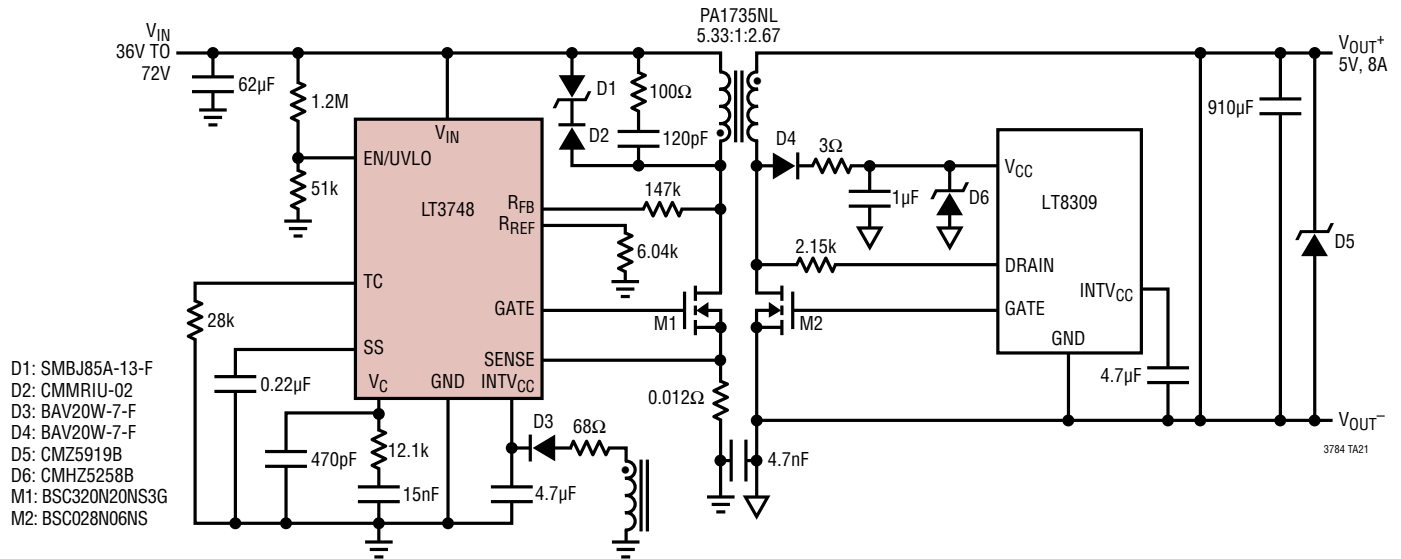 PA1735NL
5.33:1:2.67
VIN
36V TO
72V
62µF
1.2M
51k
VIN
EN/UVLO
LT3748
RFB
RREF
TC
GATE
SS
SENSE
VC
GND
INTVCC
D1
D2
100Ω
120pF
147k
6.04k
28k
0.22µF
470pF
12.1k
15nF
4.7µF
D3
68Ω
M1
0.012Ω
4.7nF
M2
D4
3Ω
1µF
D6
2.15k
VCC
LT8309
DRAIN
INTVCC
GATE
GND
4.7µF
910µF
D5
VOUT+
5V, 8A
VOUT–
3784 TA21
D1: SMBJ85A-13-F
D2: CMMRIU-02
D3: BAV20W-7-F
D4: BAV20W-7-F
D5: CMZ5919B
D6: CMHZ5258B
M1: BSC320N20NS3G
M2: BSC028N06NS